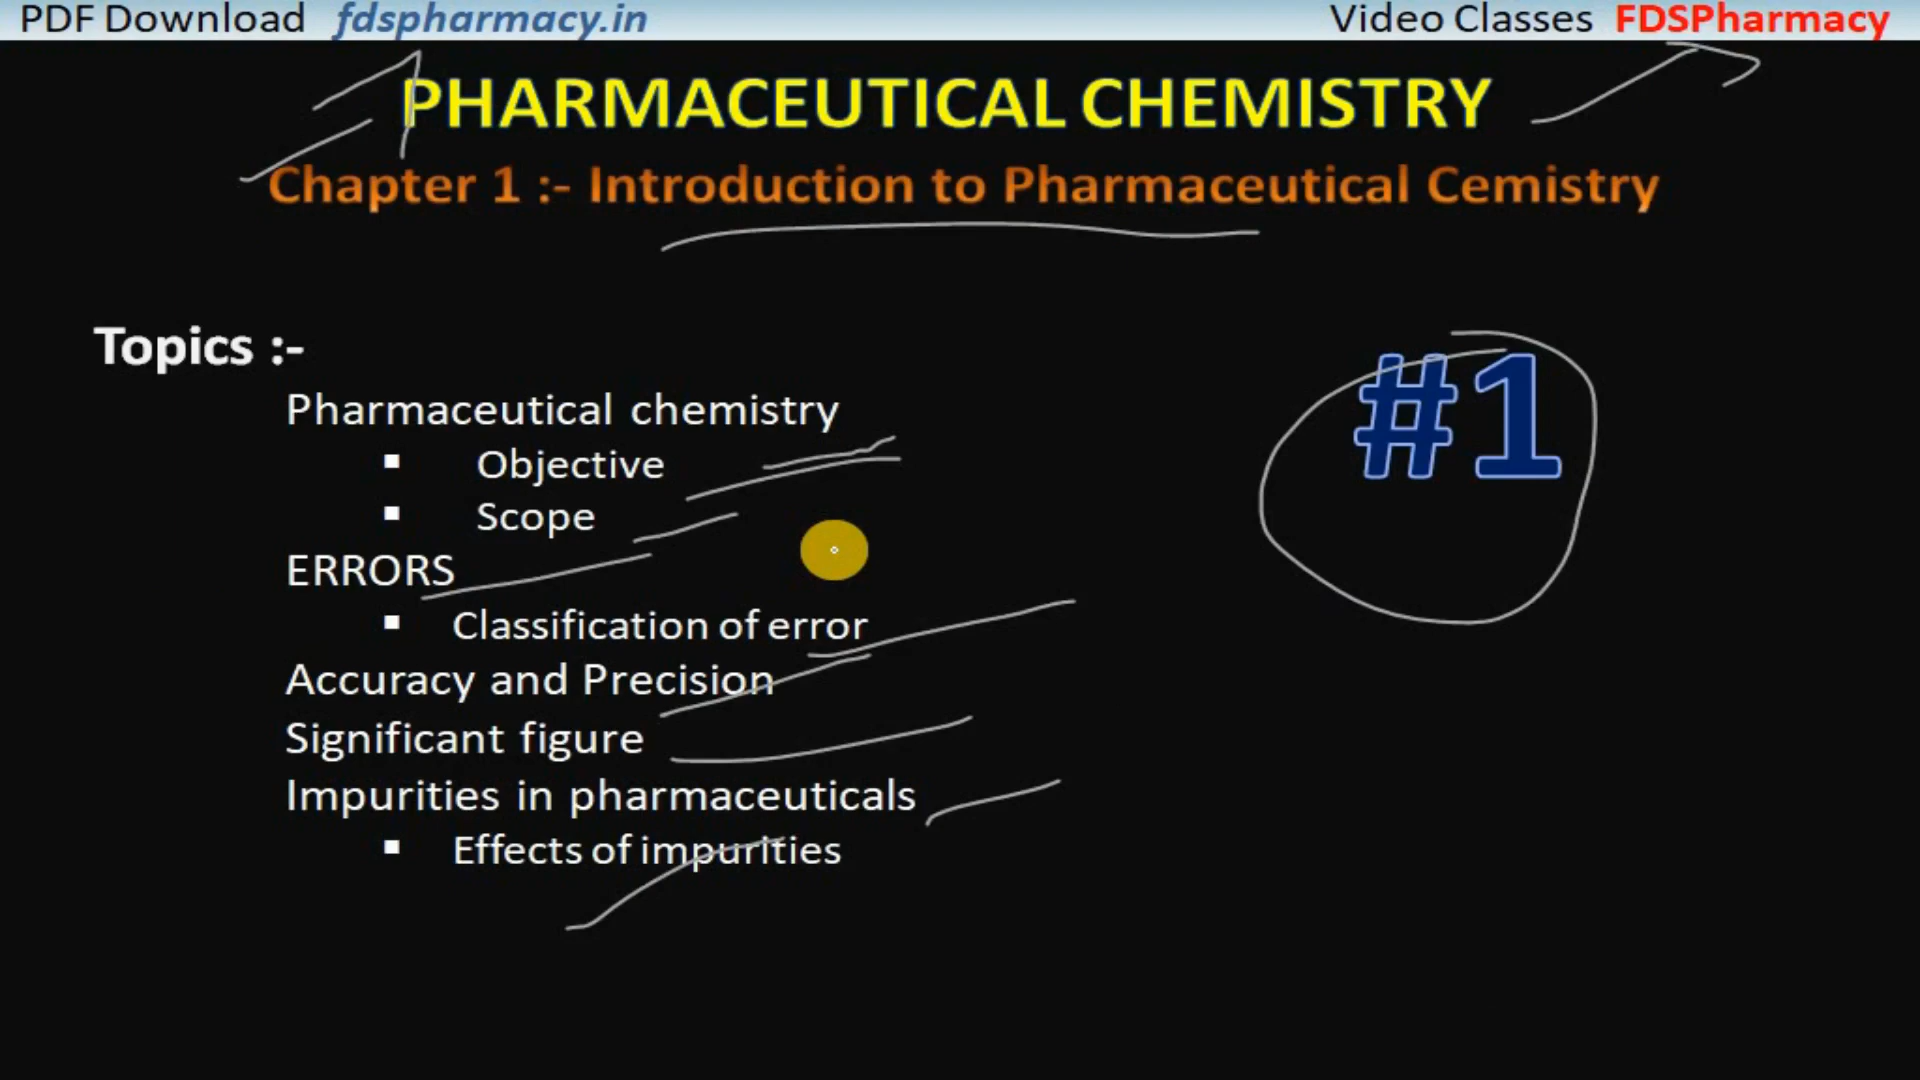 PDF Download fdspharmacy.in Video Classes FDSPharmacy
PHARMACEUTICAL CHEMISTRY
Chapter 1 :- Introduction to Pharmaceutical Cemistry
Topics :-
#1
Pharmaceutical chemistry
▪ Objective
▪ Scope
ERRORS
▪ Classification of error
Accuracy and Precision
Significant figure
Impurities in pharmaceuticals
▪ Effects of impurities